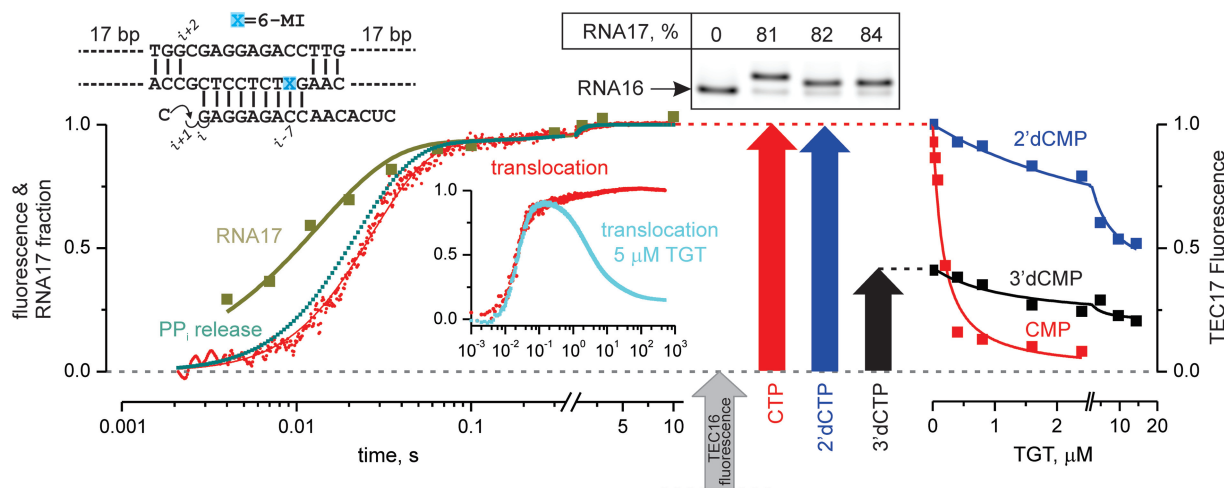 X=6-MI
17 bp
i+2
17 bp
TGGCGAGGAGACCTTG
ACCGCTCCTCTXGAAC
C
GAGGAGACCAACACUC
i+1
i
i-7
RNA17, %
0
81
82
84
RNA16
fluorescence &
RNA17 fraction
1.0
0.5
0.0
RNA17
PPi release
translocation
translocation
5 µM TGT
1.0
0.5
0.0
10⁻³
10⁻²
10⁻¹
10⁰
10¹
10²
10³
0.001
0.01
0.1
5
10
time, s
TEC16
fluorescence
CTP
2'dCTP
3'dCTP
2'dCMP
3'dCMP
CMP
1.0
0.5
0.0
TEC17 Fluorescence
0
1
2
10
20
TGT, µM